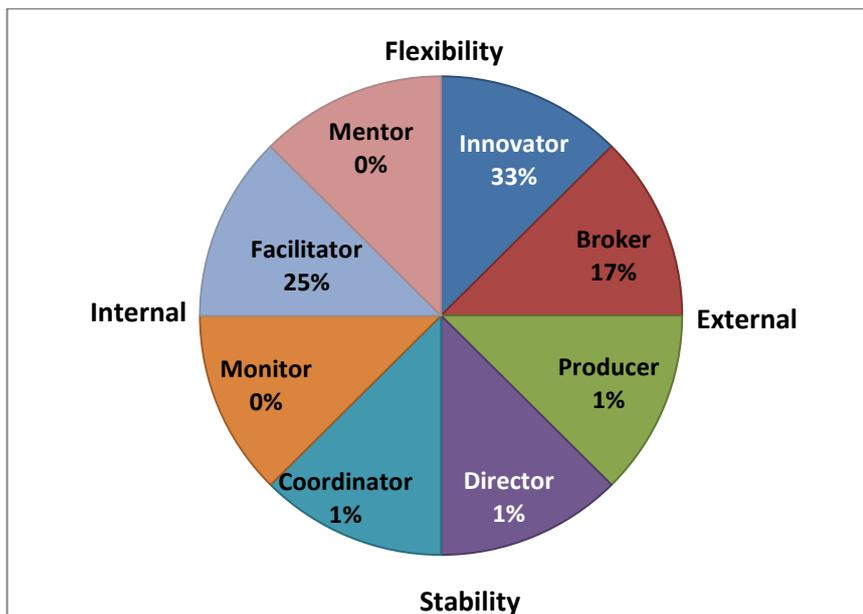 Flexibility
Mentor
0%
Innovator
33%
Facilitator
25%
Broker
17%
Internal
External
Monitor
0%
Producer
1%
Coordinator
1%
Director
1%
Stability